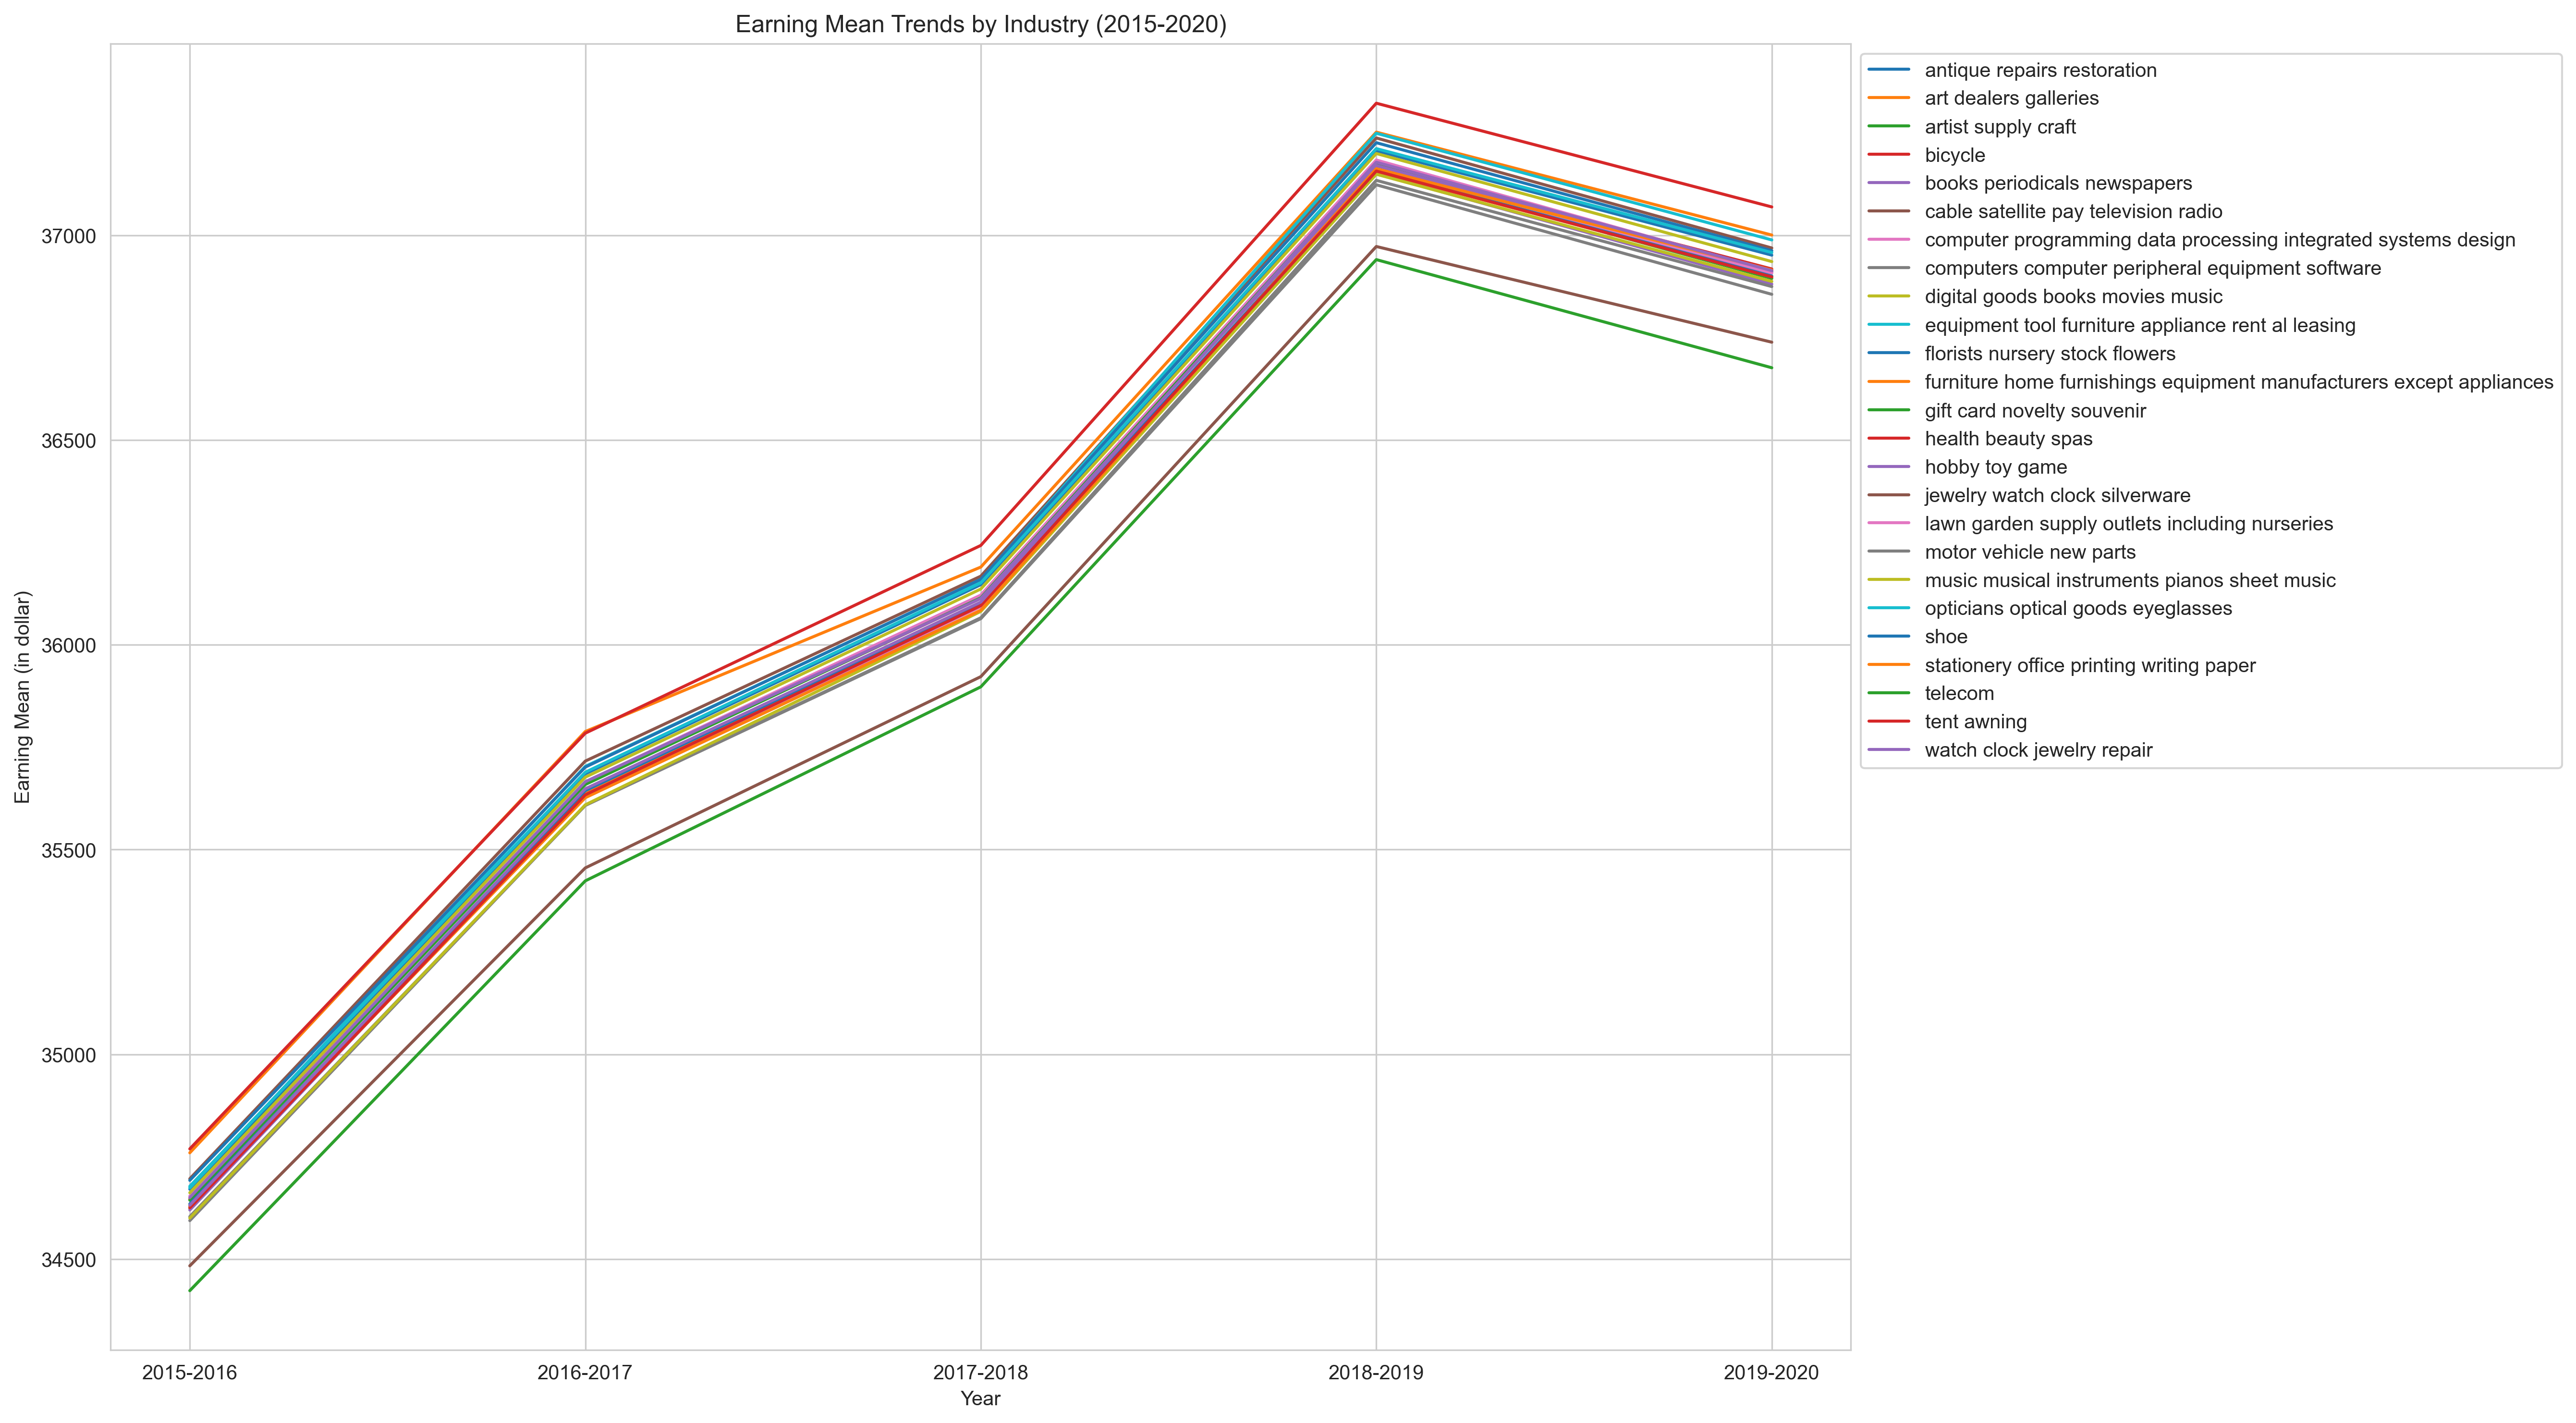 Earning Mean Trends by Industry (2015-2020)
Earning Mean (in dollar)
37000
36500
36000
35500
35000
34500
2015-2016
2016-2017
2017-2018
2018-2019
2019-2020
Year
antique repairs restoration
art dealers galleries
artist supply craft
bicycle
books periodicals newspapers
cable satellite pay television radio
computer programming data processing integrated systems design
computers computer peripheral equipment software
digital goods books movies music
equipment tool furniture appliance rent al leasing
florists nursery stock flowers
furniture home furnishings equipment manufacturers except appliances
gift card novelty souvenir
health beauty spas
hobby toy game
jewelry watch clock silverware
lawn garden supply outlets including nurseries
motor vehicle new parts
music musical instruments pianos sheet music
opticians optical goods eyeglasses
shoe
stationery office printing writing paper
telecom
tent awning
watch clock jewelry repair